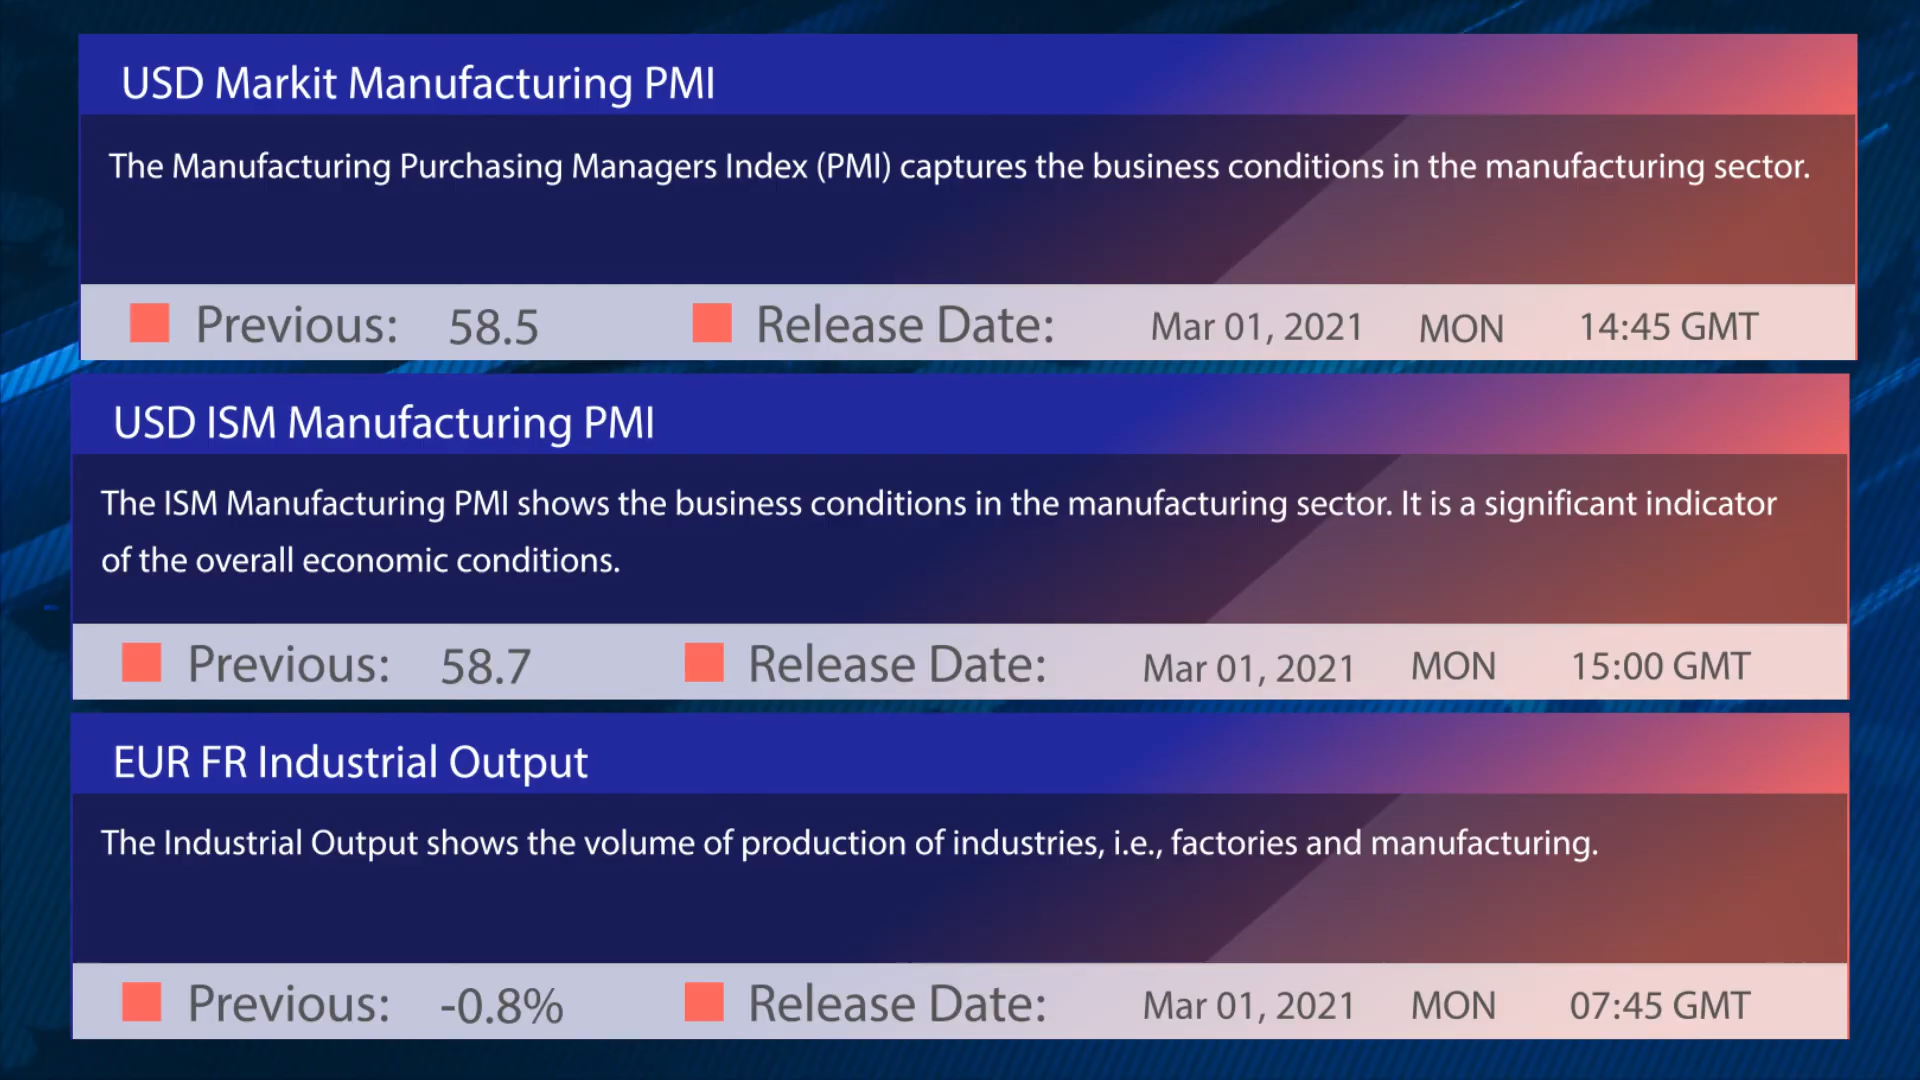 USD Markit Manufacturing PMI
The Manufacturing Purchasing Managers Index (PMI) captures the business conditions in the manufacturing sector.
Previous: 58.5 Release Date: Mar 01, 2021 MON 14:45 GMT
USD ISM Manufacturing PMI
The ISM Manufacturing PMI shows the business conditions in the manufacturing sector. It is a significant indicator
of the overall economic conditions.
Previous: 58.7 Release Date: Mar 01, 2021 MON 15:00 GMT
EUR FR Industrial Output
The Industrial Output shows the volume of production of industries, i.e., factories and manufacturing.
Previous: -0.8% Release Date: Mar 01, 2021 MON 07:45 GMT